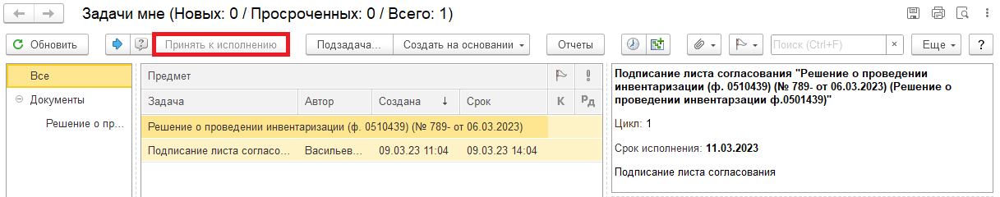 Задачи мне (Новых: 0 / Просроченных: 0 / Всего: 1)
Обновить
Принять к исполнению
Подзадача...
Создать на основании
Отчеты
Поиск (Ctrl+F)
×
Еще
?
Все
Документы
Решение о пр...
Предмет
Задача
Автор
Создана ↓
Срок
К
Рд
Решение о проведении инвентаризации (ф. 0510439) (№ 789- от 06.03.2023)
Подписание листа согласо...
Васильев...
09.03.23 11:04
09.03.23 14:04
Подписание листа согласования "Решение о проведении
инвентаризации (ф. 0510439) (№ 789- от 06.03.2023) (Решение о
проведении инвентарзации ф.0501439)"
Цикл: 1
Срок исполнения: 11.03.2023
Подписание листа согласования